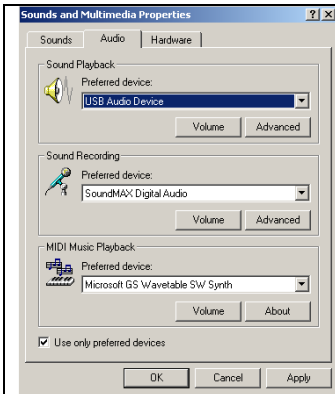 Sounds and Multimedia Properties
Sounds Audio Hardware
Sound Playback
Preferred device:
USB Audio Device
Volume Advanced
Sound Recording
Preferred device:
SoundMAX Digital Audio
Volume Advanced
MIDI Music Playback
Preferred device:
Microsoft GS Wavetable SW Synth
Volume About
Use only preferred devices
OK Cancel Apply